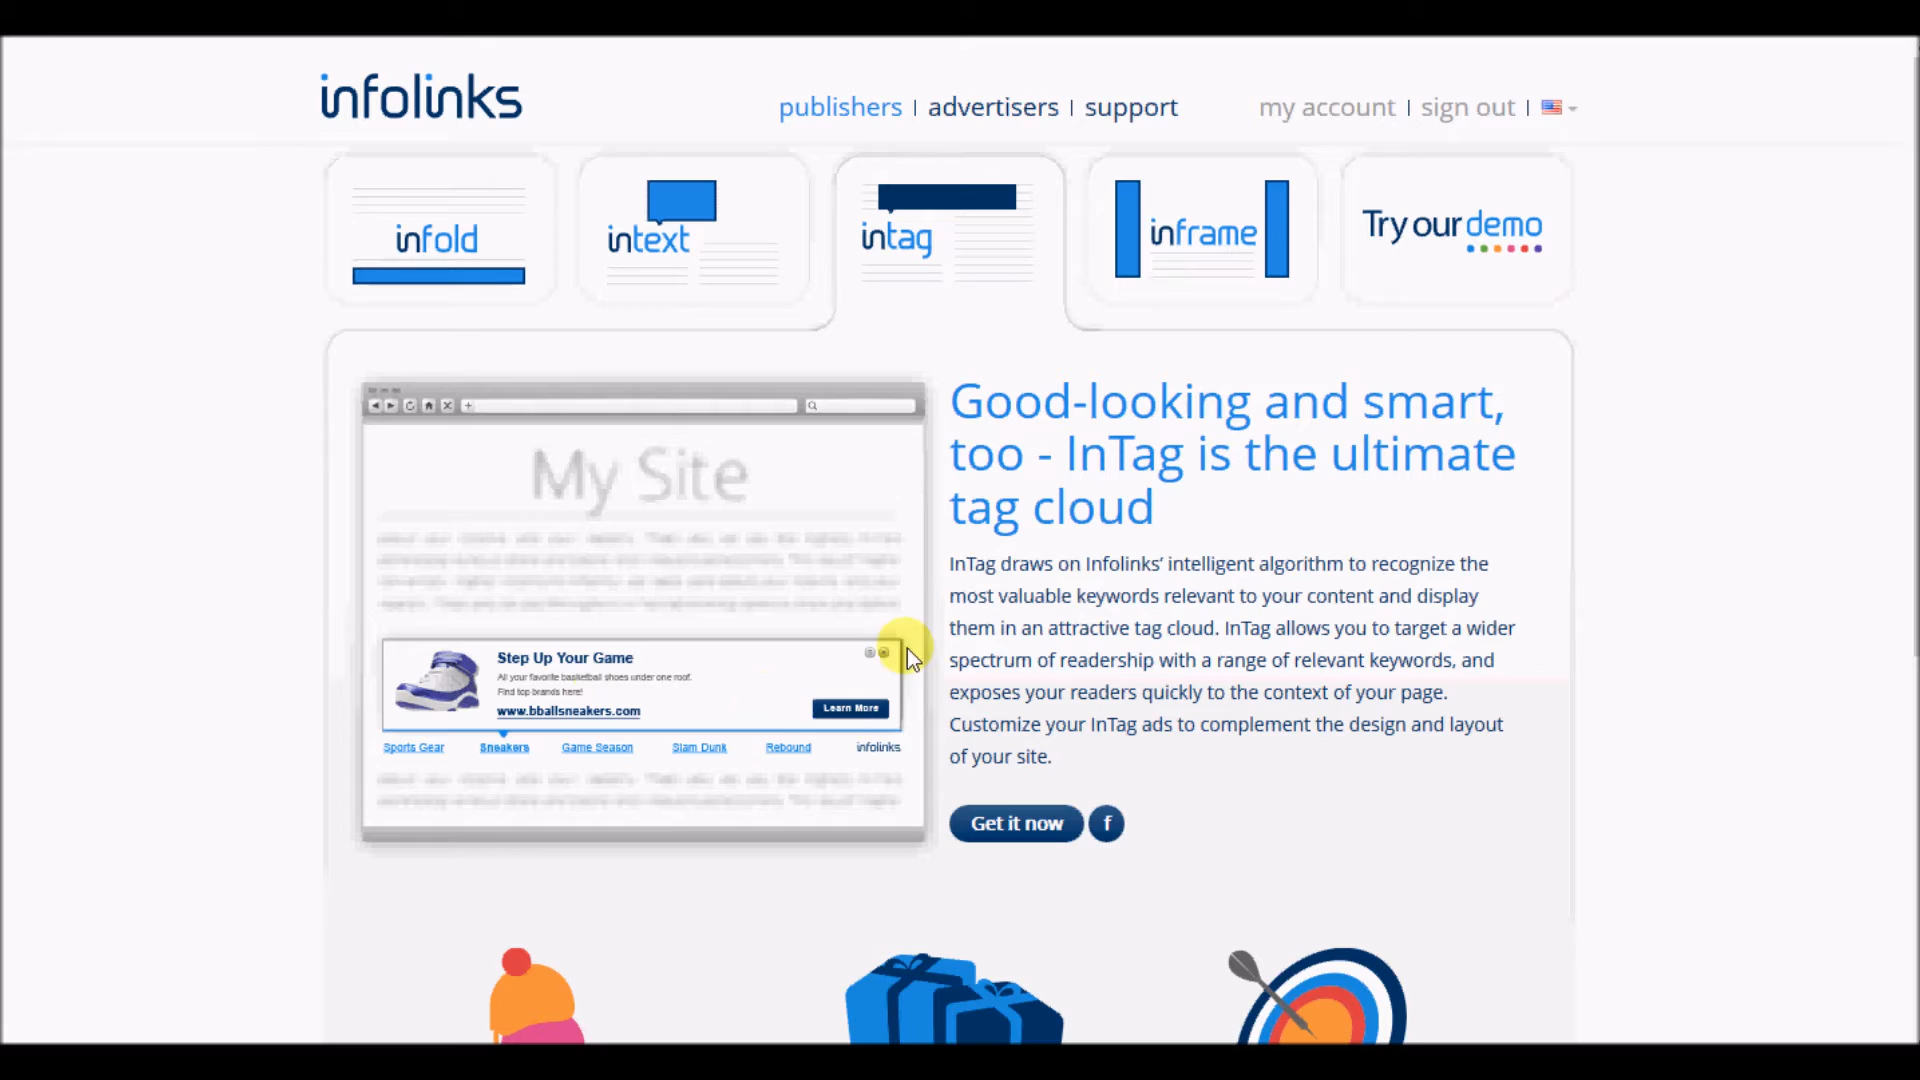 infolinks
publishers | advertisers | support
my account | sign out |
infold
intext
intag
inframe
Try our demo
My Site
Step Up Your Game
All your favorite basketball shoes under one roof.
Find top brands here!
www.bballsneakers.com
Learn More
Sports Gear Sneakers Game Season Slam Dunk Rebound infolinks
Good-looking and smart,
too - InTag is the ultimate
tag cloud
InTag draws on Infolinks’ intelligent algorithm to recognize the
most valuable keywords relevant to your content and display
them in an attractive tag cloud. InTag allows you to target a wider
spectrum of readership with a range of relevant keywords, and
exposes your readers quickly to the context of your page.
Customize your InTag ads to complement the design and layout
of your site.
Get it now f